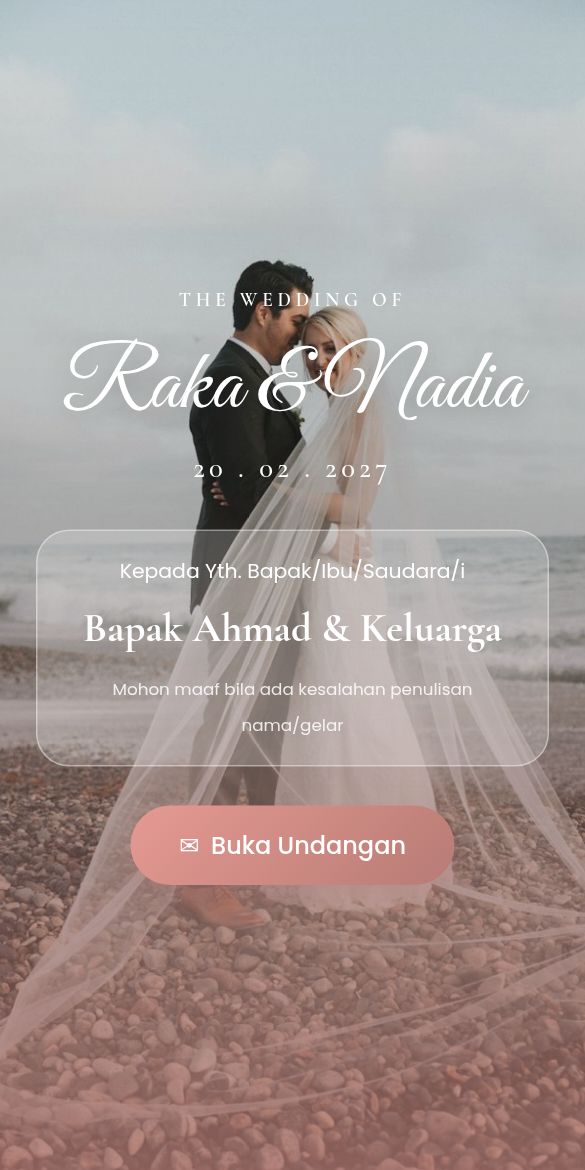 THE WEDDING OF
Raka & Nadia
20 . 02 . 2027
Kepada Yth. Bapak/Ibu/Saudara/i
Bapak Ahmad & Keluarga
Mohon maaf bila ada kesalahan penulisan
nama/gelar
✉ Buka Undangan